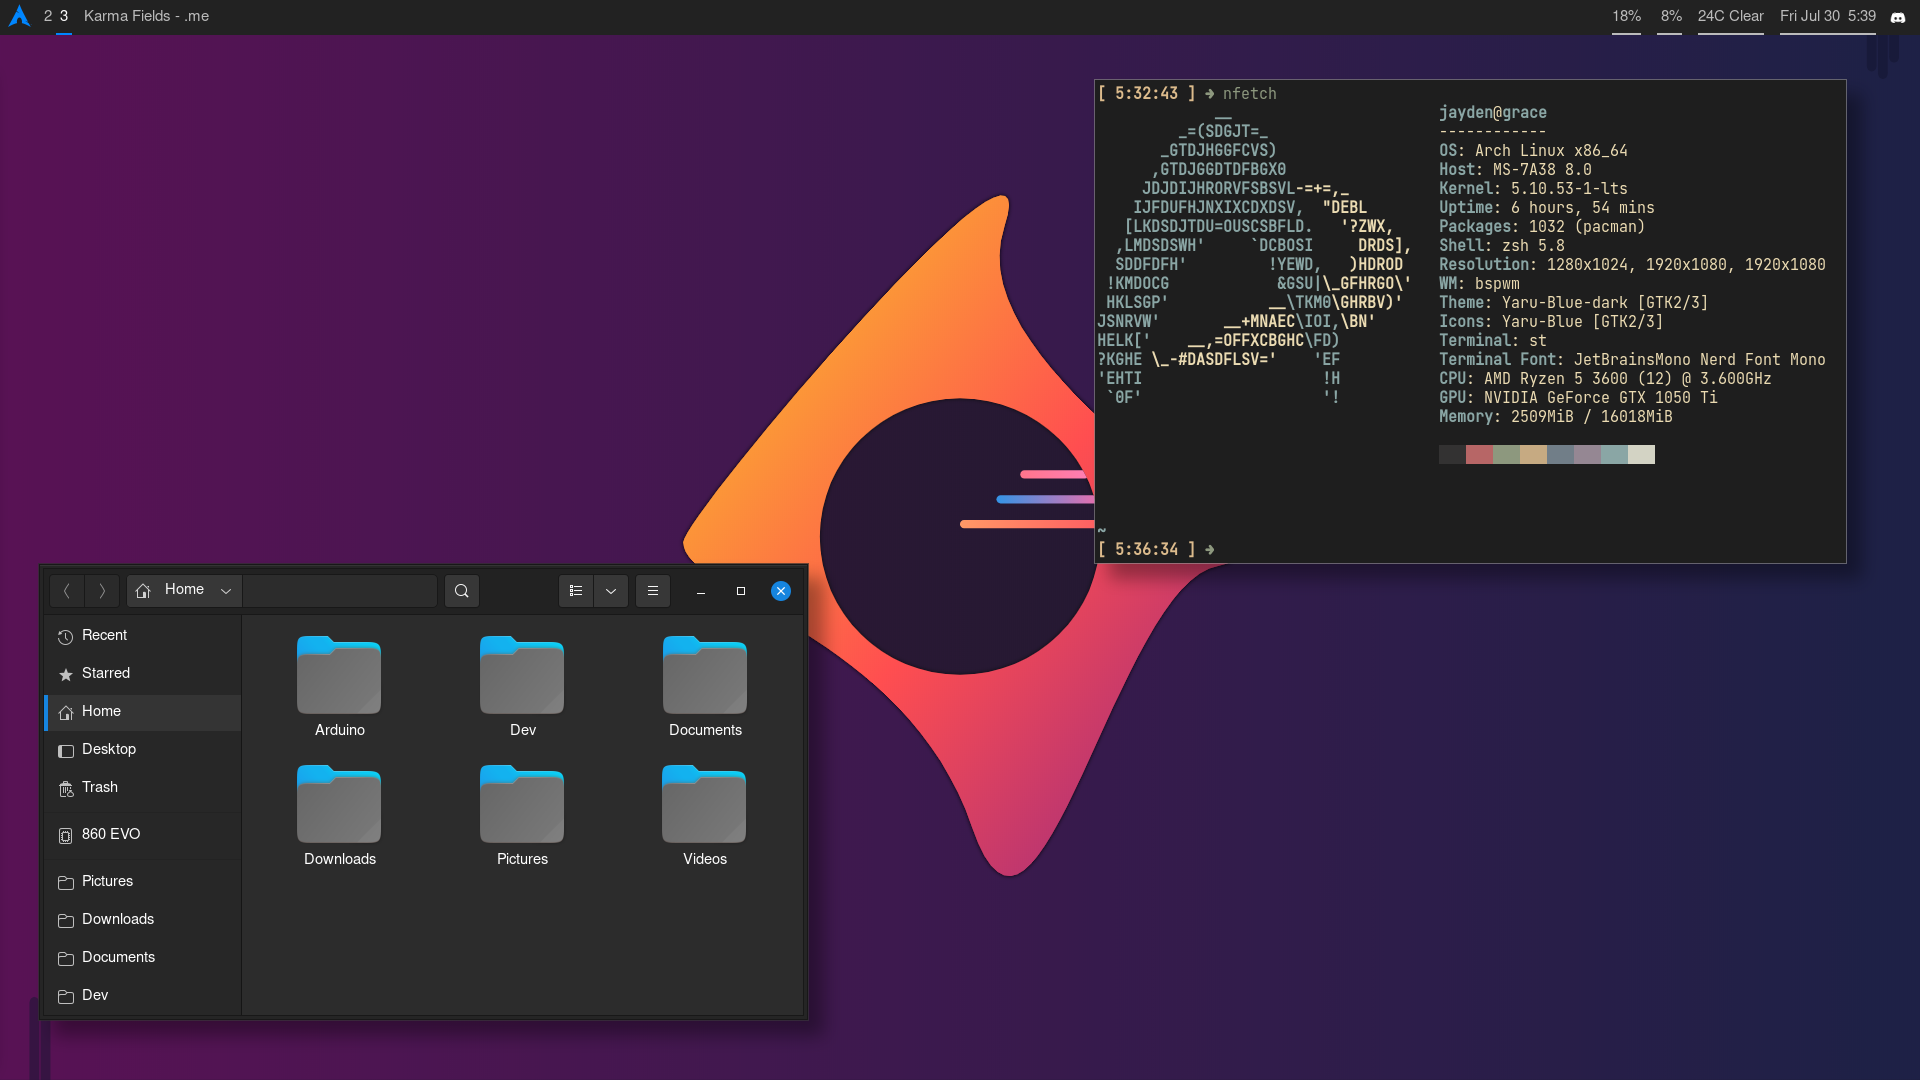 2 3 Karma Fields - .me 18% 8% 24C Clear Fri Jul 30 5:39
[ 5:32:43 ] ➜ nfetch
__
_=(SDGJT=_
_GTDJHGGFCVS)
,GTDJGGDTDFBGX0
JDJDIJHRORVFSBSVL-=+=,_
IJFDUFHJNXIXCDXDSV,  "DEBL
[LKDSDJTDU=OUSCSBFLD.   '?ZWX,
,LMDSDSWH'     `DCBOSI     DRDS],
SDDFDFH'         !YEWD,   )HDROD
!KMDOCG            &GSU|\_GFHRGO\'
HKLSGP'           __\TKM0\GHRBV)'
JSNRVW'       __+MNAEC\IOI,\BN'
HELK['    __,=OFFXCBGHC\FD)
?KGHE \_-#DASDFLSV='    'EF
'EHTI                    !H
`0F'                    '!
jayden@grace
------------
OS: Arch Linux x86_64
Host: MS-7A38 8.0
Kernel: 5.10.53-1-lts
Uptime: 6 hours, 54 mins
Packages: 1032 (pacman)
Shell: zsh 5.8
Resolution: 1280x1024, 1920x1080, 1920x1080
WM: bspwm
Theme: Yaru-Blue-dark [GTK2/3]
Icons: Yaru-Blue [GTK2/3]
Terminal: st
Terminal Font: JetBrainsMono Nerd Font Mono
CPU: AMD Ryzen 5 3600 (12) @ 3.600GHz
GPU: NVIDIA GeForce GTX 1050 Ti
Memory: 2509MiB / 16018MiB
~
[ 5:36:34 ] ➜
Home
Recent
Starred
Home
Desktop
Trash
860 EVO
Pictures
Downloads
Documents
Dev
Arduino Dev Documents
Downloads Pictures Videos